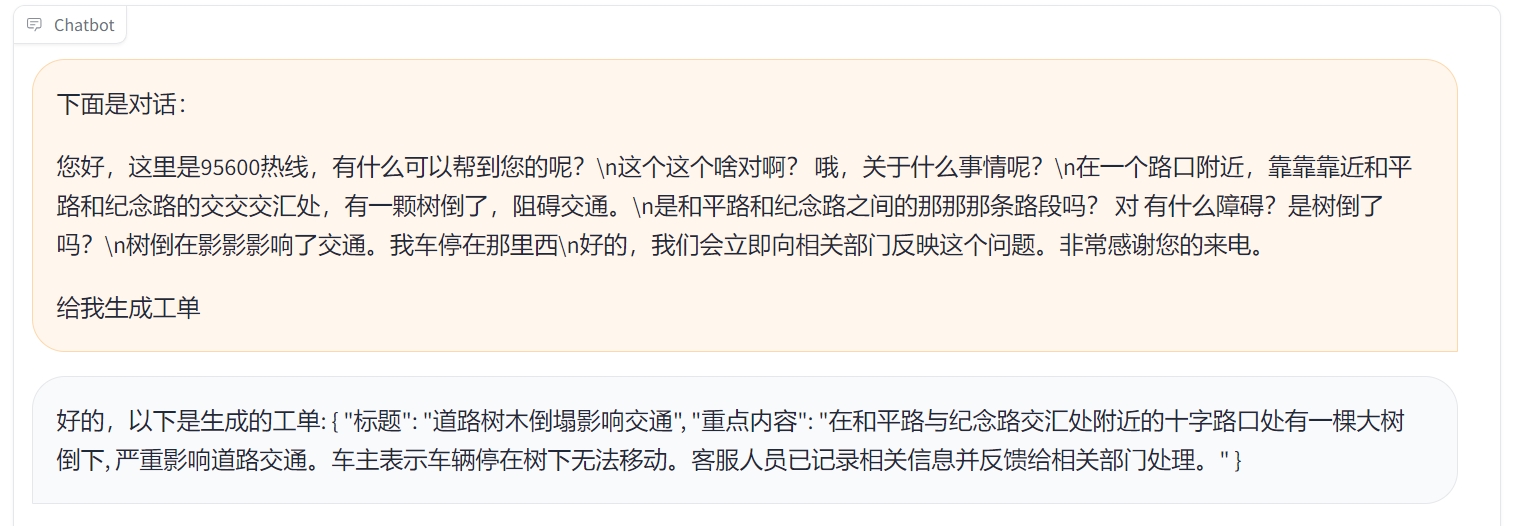 Chatbot
下面是对话：
您好，这里是95600热线，有什么可以帮到您的呢？\n这个这个啥对啊？ 哦，关于什么事情呢？\n在一个路口附近，靠靠靠近和平
路和纪念路的交交交汇处，有一颗树倒了，阻碍交通。\n是和平路和纪念路之间的那那那条路段吗？ 对 有什么障碍？是树倒了
吗？\n树倒在影影影响了交通。我车停在那里西\n好的，我们会立即向相关部门反映这个问题。非常感谢您的来电。
给我生成工单
好的，以下是生成的工单: { "标题": "道路树木倒塌影响交通", "重点内容": "在和平路与纪念路交汇处附近的十字路口处有一棵大树
倒下, 严重影响道路交通。车主表示车辆停在树下无法移动。客服人员已记录相关信息并反馈给相关部门处理。" }